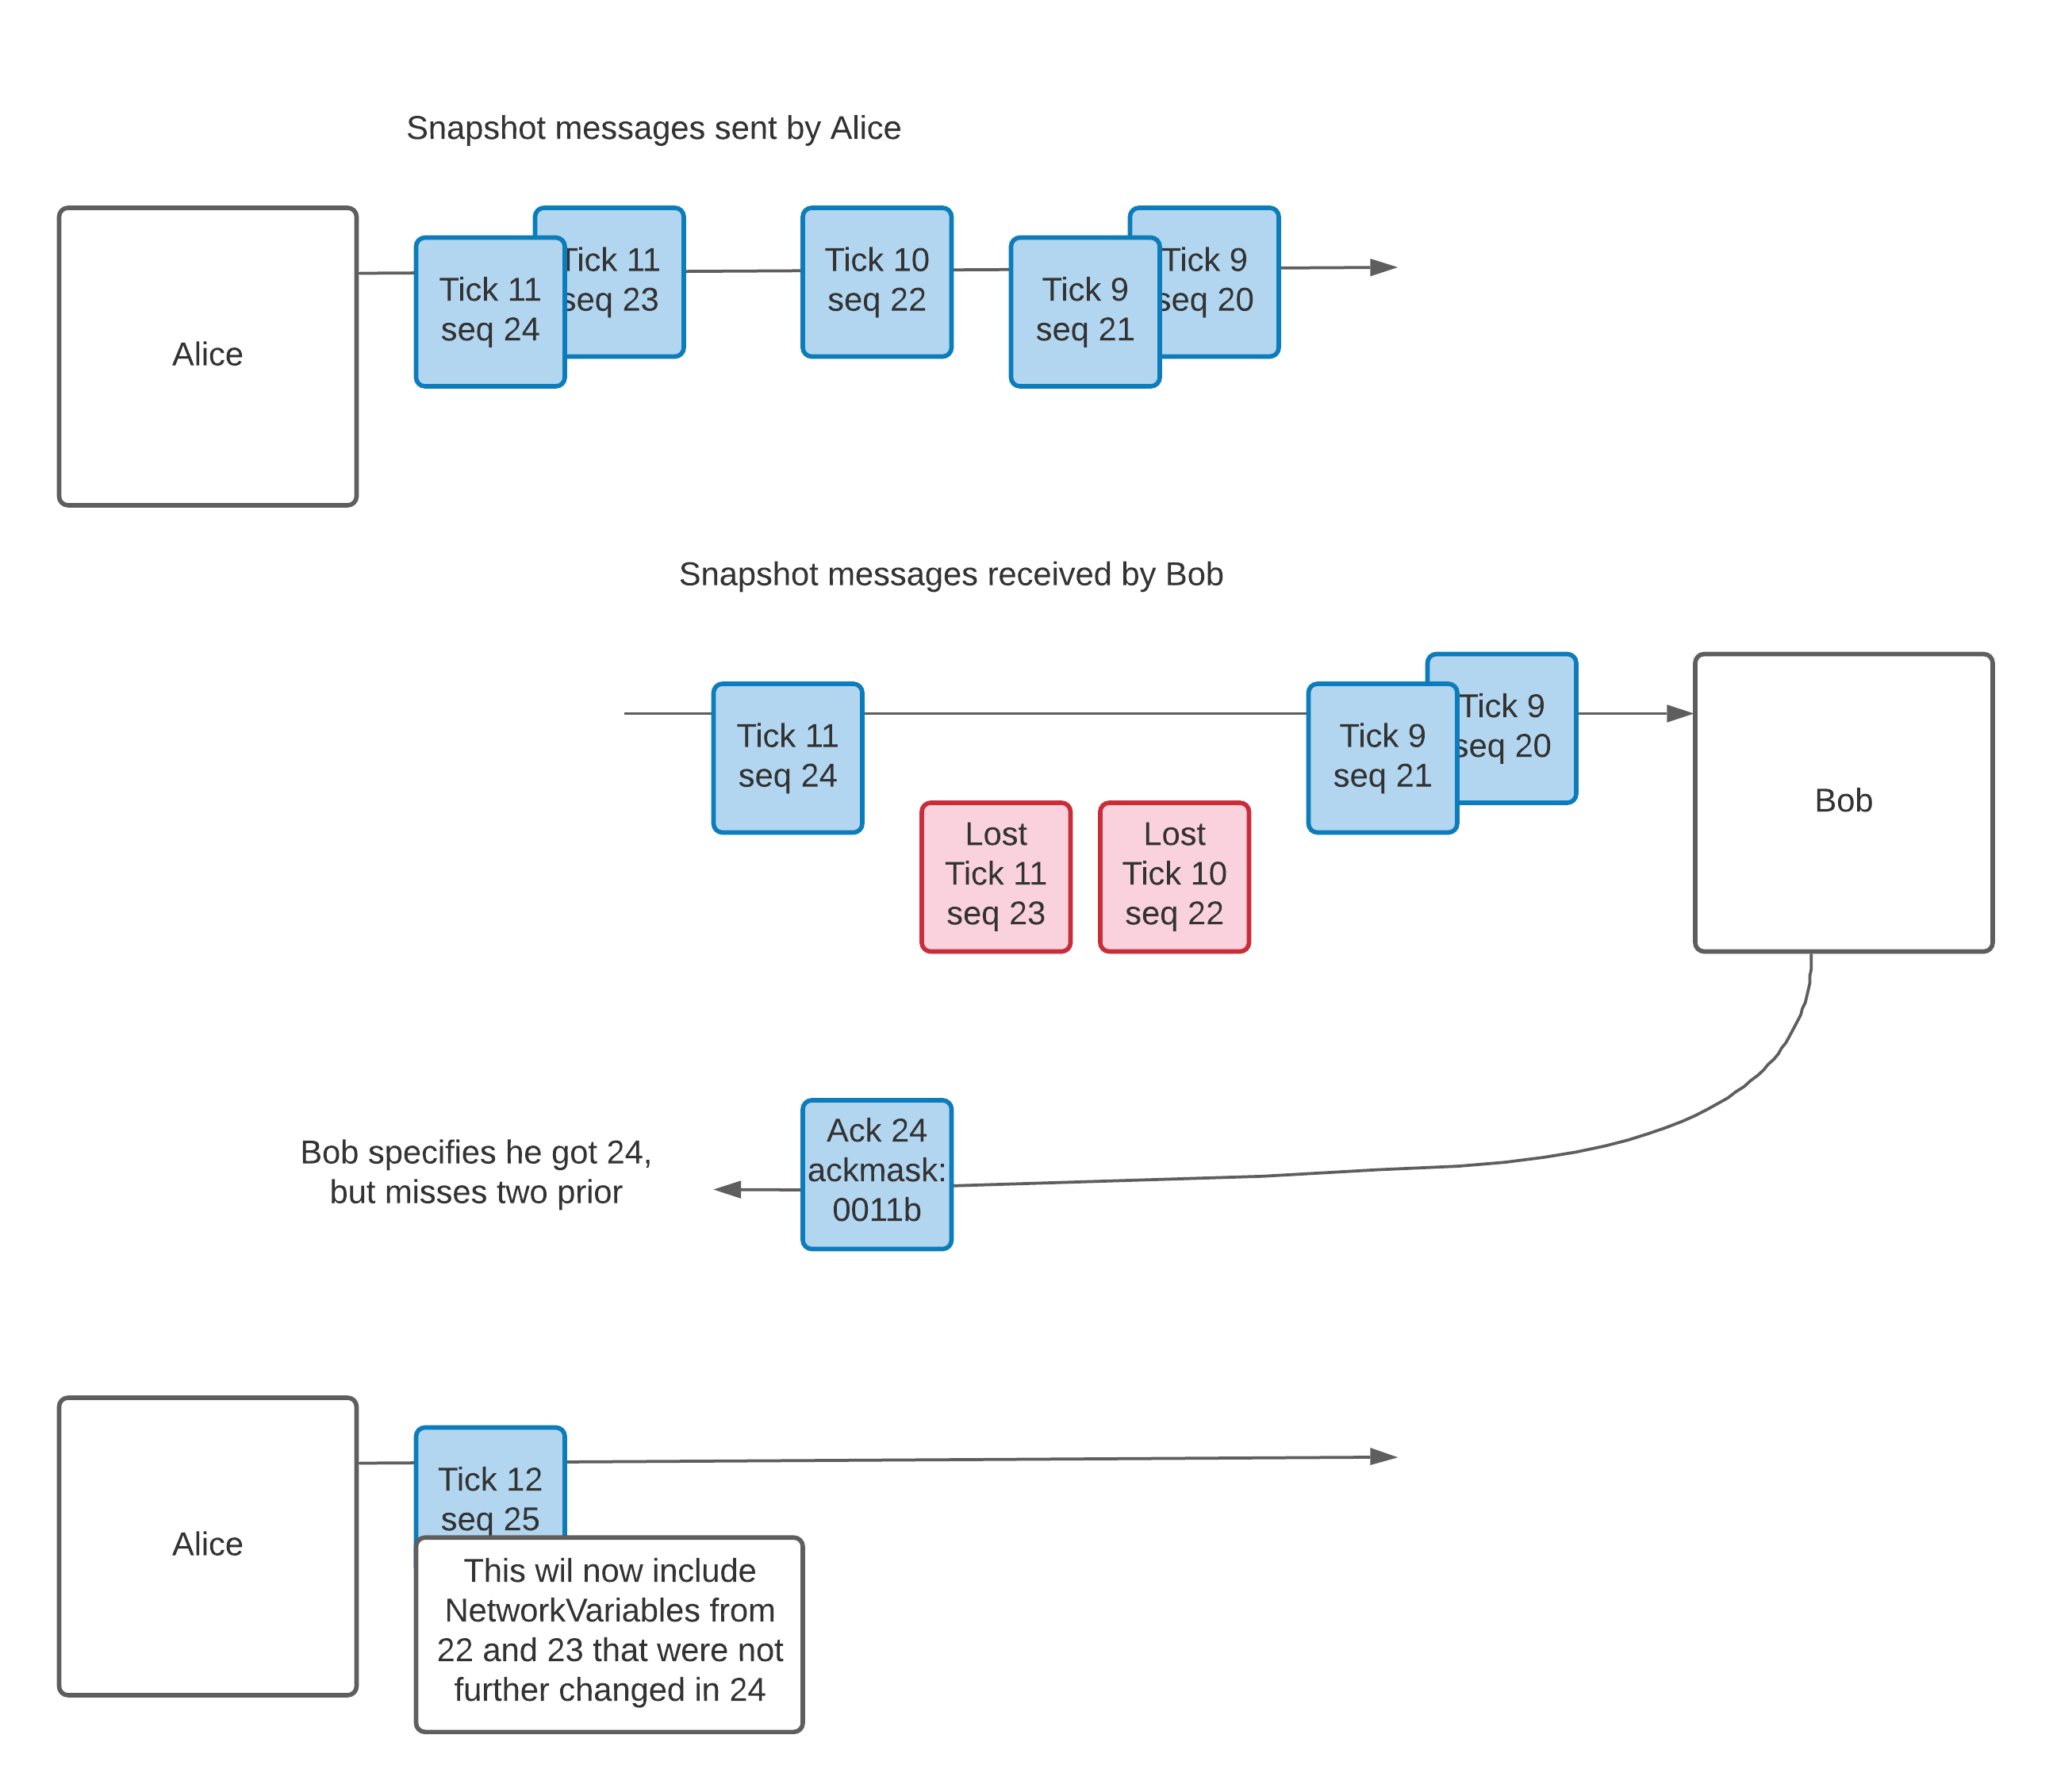 Snapshot messages sent by Alice
Alice
Tick 11
seq 24
Tick 11
seq 23
Tick 10
seq 22
Tick 9
seq 21
Tick 9
seq 20
Snapshot messages received by Bob
Tick 11
seq 24
Lost
Tick 11
seq 23
Lost
Tick 10
seq 22
Tick 9
seq 21
Tick 9
seq 20
Bob
Bob specifies he got 24,
but misses two prior
Ack 24
ackmask:
0011b
Alice
Tick 12
seq 25
This wil now include
NetworkVariables from
22 and 23 that were not
further changed in 24